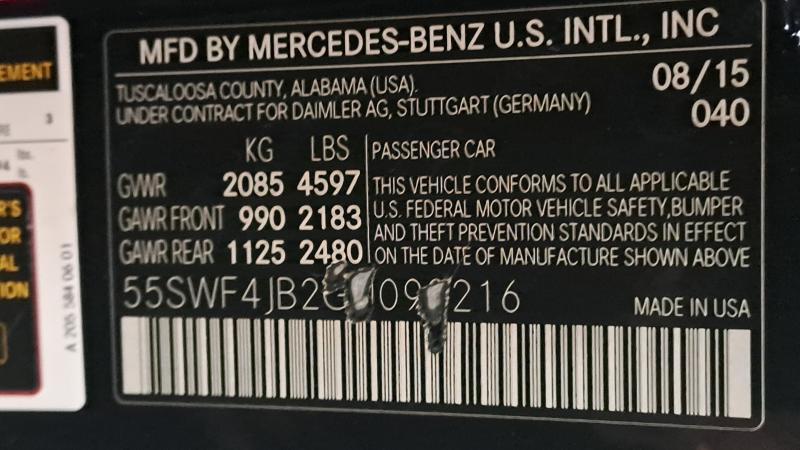 MFD BY MERCEDES-BENZ U.S. INTL., INC
TUSCALOOSA COUNTY, ALABAMA (USA).
UNDER CONTRACT FOR DAIMLER AG, STUTTGART (GERMANY)
08/15
040
KG LBS
GVWR 2085 4597
GAWR FRONT 990 2183
GAWR REAR 1125 2480
PASSENGER CAR
THIS VEHICLE CONFORMS TO ALL APPLICABLE
U.S. FEDERAL MOTOR VEHICLE SAFETY,BUMPER
AND THEFT PREVENTION STANDARDS IN EFFECT
ON THE DATE OF MANUFACTURE SHOWN ABOVE
MADE IN USA
A 205 584 06 01